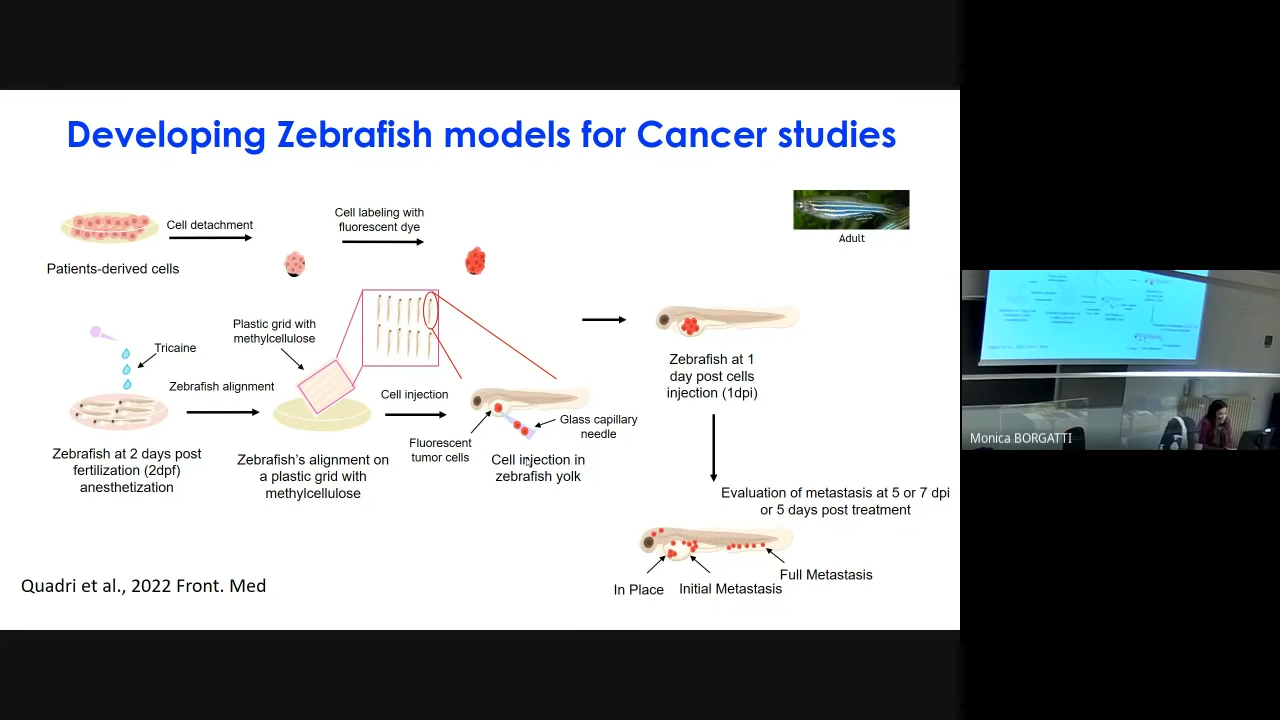 Developing Zebrafish models for Cancer studies
Cell detachment
Cell labeling with
fluorescent dye
Adult
Patients-derived cells
Plastic grid with
methylcellulose
Tricaine
Zebrafish alignment
Cell injection
Glass capillary
needle
Fluorescent
tumor cells
Zebrafish at 2 days post
fertilization (2dpf)
anesthetization
Zebrafish's alignment on
a plastic grid with
methylcellulose
Cell injection in
zebrafish yolk
Zebrafish at 1
day post cells
injection (1dpi)
Evaluation of metastasis at 5 or 7 dpi
or 5 days post treatment
In Place
Initial Metastasis
Full Metastasis
Quadri et al., 2022 Front. Med
Monica BORGATTI